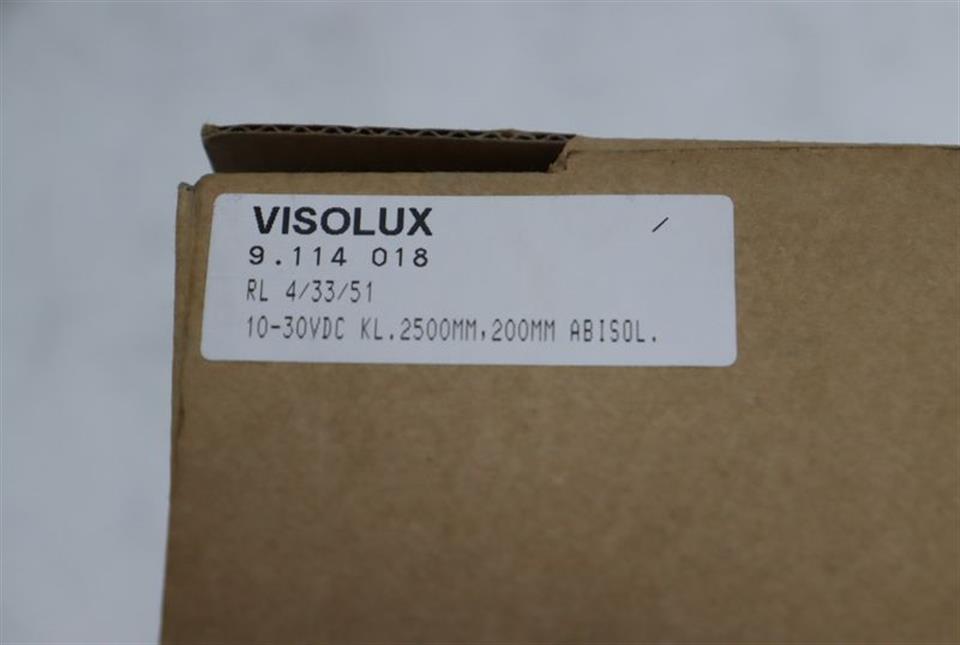 VISOLUX /
9.114 018
RL 4/33/51
10-30VDC KL.2500MM,200MM ABISOL.